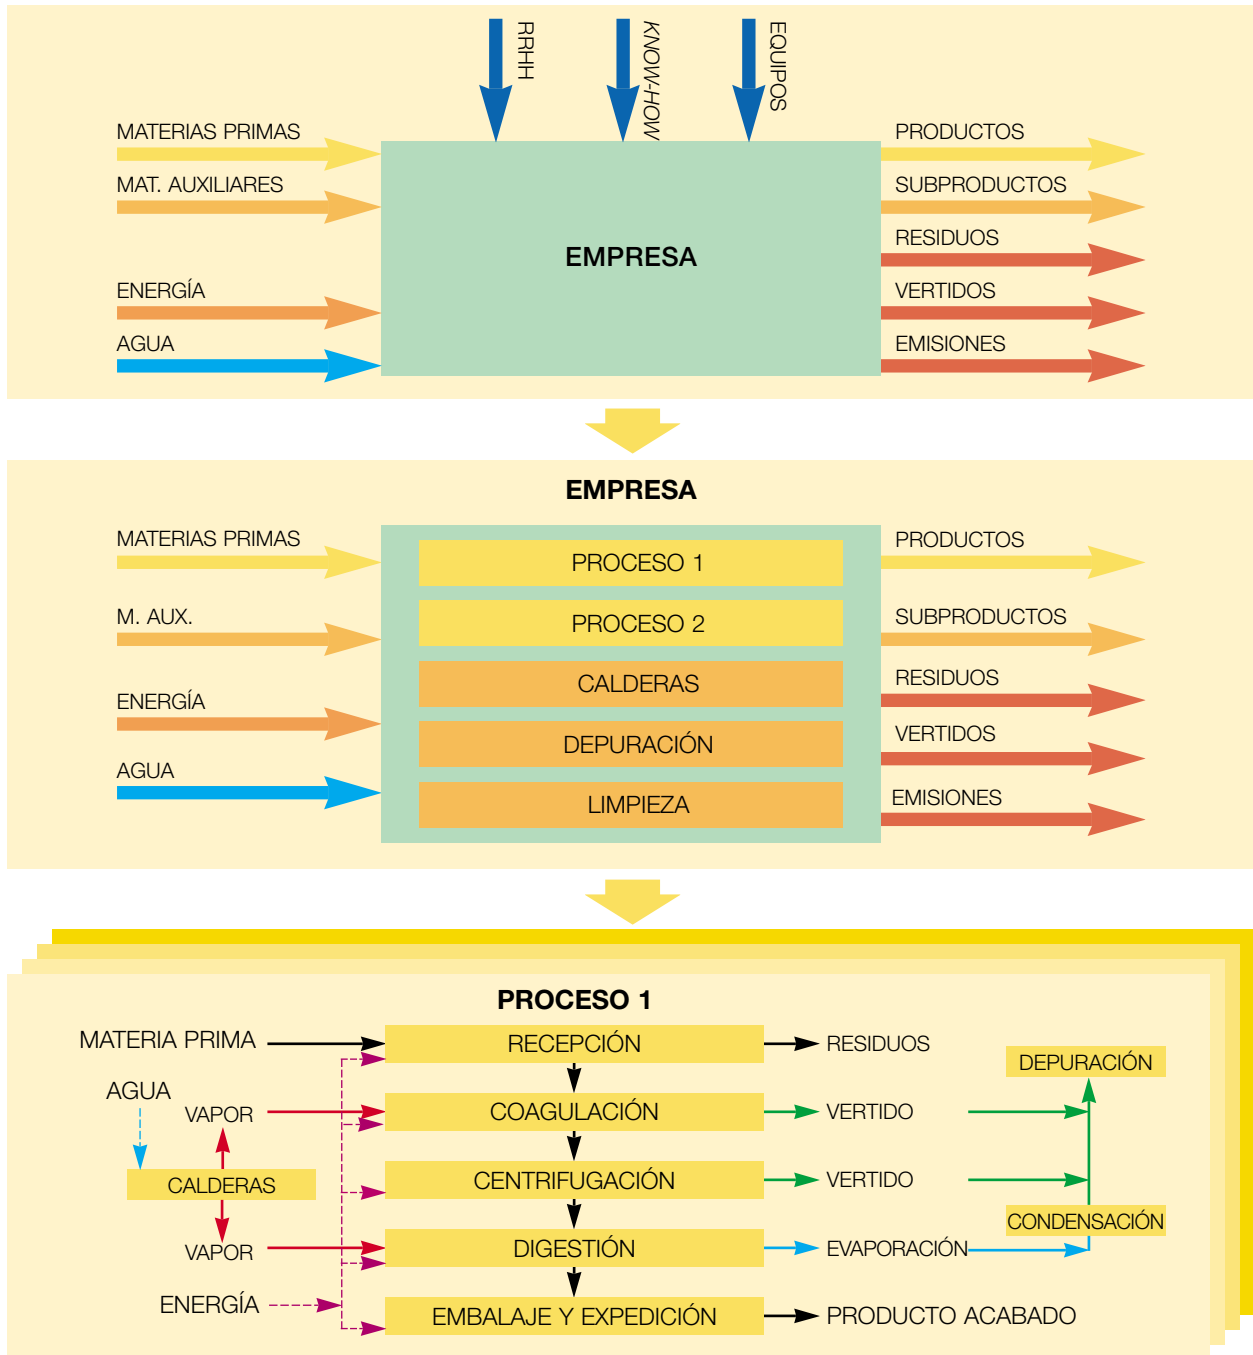 RRHH
KNOW-HOW
EQUIPOS
MATERIAS PRIMAS
PRODUCTOS
MAT. AUXILIARES
SUBPRODUCTOS
RESIDUOS
EMPRESA
ENERGÍA
VERTIDOS
AGUA
EMISIONES
EMPRESA
MATERIAS PRIMAS
PRODUCTOS
PROCESO 1
M. AUX.
PROCESO 2
SUBPRODUCTOS
CALDERAS
RESIDUOS
ENERGÍA
DEPURACIÓN
VERTIDOS
AGUA
LIMPIEZA
EMISIONES
PROCESO 1
MATERIA PRIMA
RECEPCIÓN
RESIDUOS
DEPURACIÓN
AGUA
VAPOR
COAGULACIÓN
VERTIDO
CALDERAS
CENTRIFUGACIÓN
VERTIDO
CONDENSACIÓN
VAPOR
DIGESTIÓN
EVAPORACIÓN
ENERGÍA
EMBALAJE Y EXPEDICIÓN
PRODUCTO ACABADO